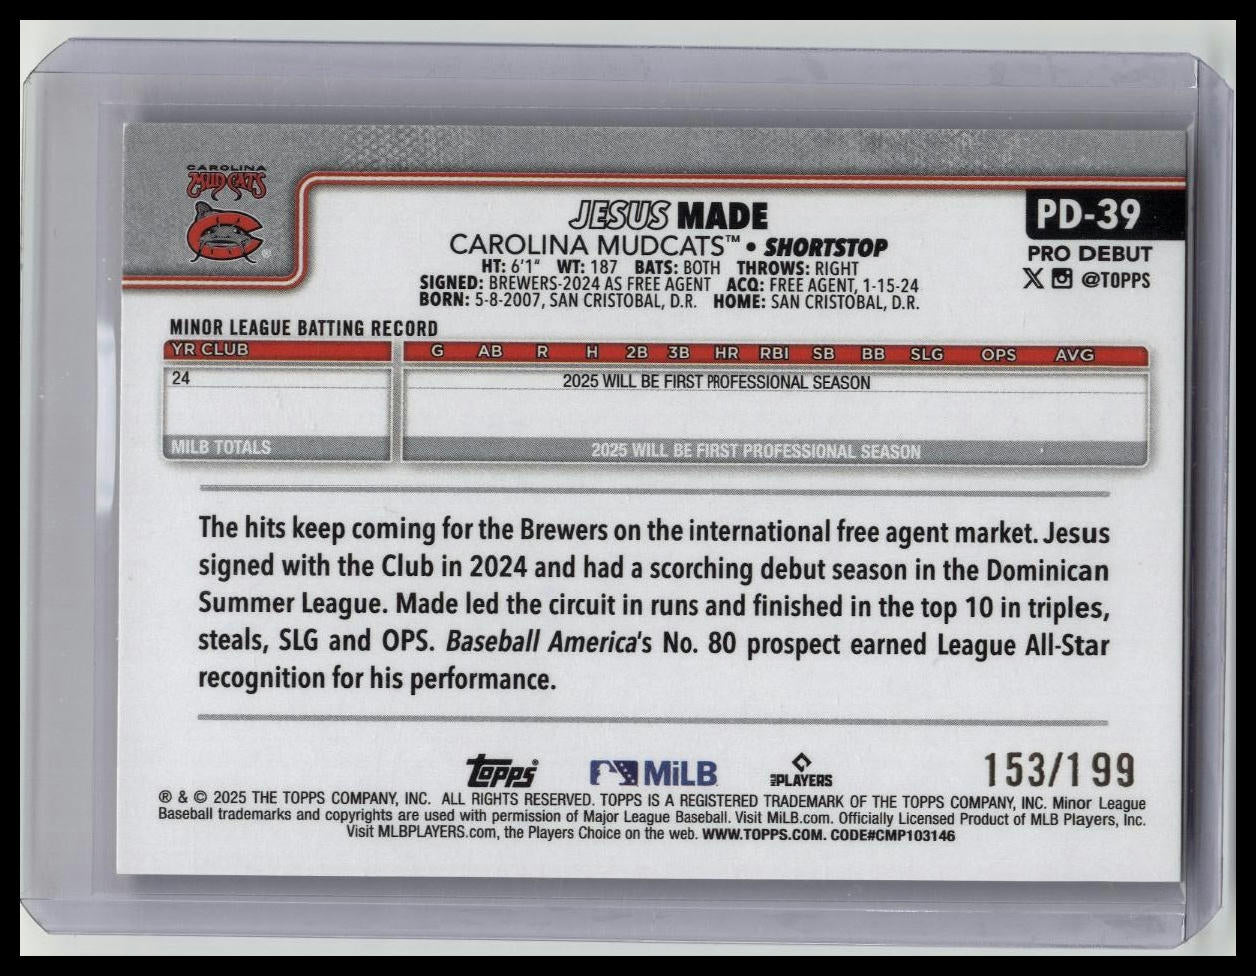 CAROLINA
MUDCATS
JESUS MADE
PD-39
CAROLINA MUDCATS™ • SHORTSTOP
PRO DEBUT
HT: 6'1" WT: 187 BATS: BOTH THROWS: RIGHT
@TOPPS
SIGNED: BREWERS-2024 AS FREE AGENT ACQ: FREE AGENT, 1-15-24
BORN: 5-8-2007, SAN CRISTOBAL, D.R. HOME: SAN CRISTOBAL, D.R.
MINOR LEAGUE BATTING RECORD
YR CLUB G AB R H 2B 3B HR RBI SB BB SLG OPS AVG
24 2025 WILL BE FIRST PROFESSIONAL SEASON
MILB TOTALS 2025 WILL BE FIRST PROFESSIONAL SEASON
The hits keep coming for the Brewers on the international free agent market. Jesus
signed with the Club in 2024 and had a scorching debut season in the Dominican
Summer League. Made led the circuit in runs and finished in the top 10 in triples,
steals, SLG and OPS. Baseball America's No. 80 prospect earned League All-Star
recognition for his performance.
Topps MiLB MLB PLAYERS 153/199
® & © 2025 THE TOPPS COMPANY, INC. ALL RIGHTS RESERVED. TOPPS IS A REGISTERED TRADEMARK OF THE TOPPS COMPANY, INC. Minor League
Baseball trademarks and copyrights are used with permission of Major League Baseball. Visit MiLB.com. Officially Licensed Product of MLB Players, Inc.
Visit MLBPLAYERS.com, the Players Choice on the web. WWW.TOPPS.COM. CODE#CMP103146